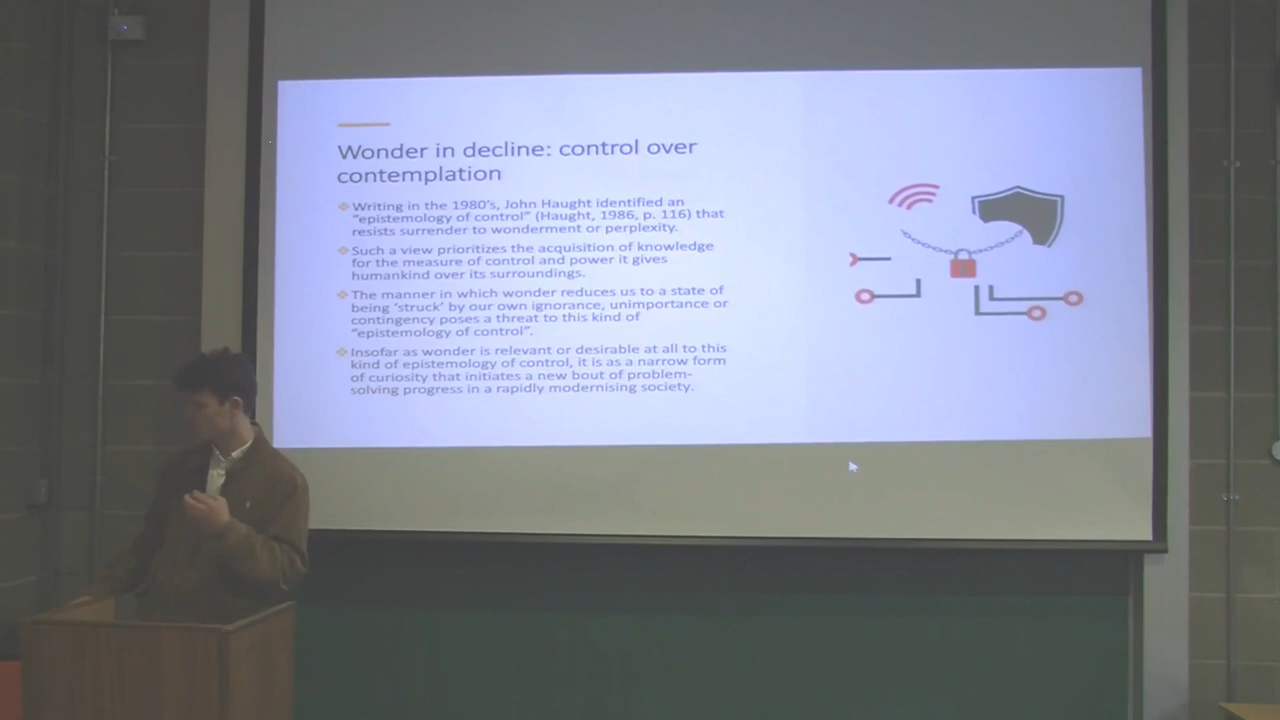 Wonder in decline: control over
contemplation
Writing in the 1980's, John Haught identified an
"epistemology of control" (Haught, 1986, p. 116) that
resists surrender to wonderment or perplexity.
Such a view prioritizes the acquisition of knowledge
for the measure of control and power it gives
humankind over its surroundings.
The manner in which wonder reduces us to a state of
being 'struck' by our own ignorance, unimportance or
contingency poses a threat to this kind of
"epistemology of control".
Insofar as wonder is relevant or desirable at all to this
kind of epistemology of control, it is as a narrow form
of curiosity that initiates a new bout of problem-
solving progress in a rapidly modernising society.